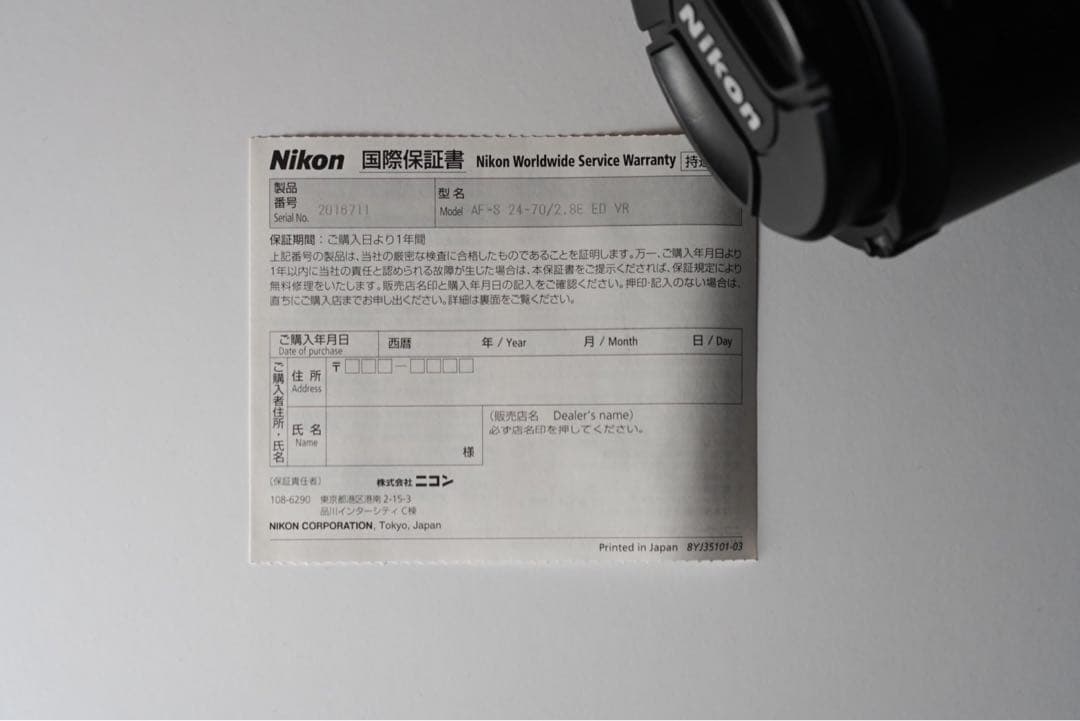 Nikon
Nikon 国際保証書 Nikon Worldwide Service Warranty
製品
番号
Serial No. 2018711
型名
Model AF-S 24-70/2.8E ED VR
保証期間:ご購入日より1年間
上記番号の製品は、当社の厳密な検査に合格したものであることを証明します。万一、ご購入年月日より
1年以内に当社の責任と認められる故障が生じた場合は、本保証書をご提示くだされば、保証規定により
無料修理をいたします。販売店名印と購入年月日の記入をご確認ください。押印・記入のない場合は、
直ちにご購入店までお申し出ください。詳細は裏面をご覧ください。
ご購入年月日
Date of purchase
西暦 年 / Year 月 / Month 日 / Day
ご購入者住所・氏名
住所
Address
〒□□□-□□□□
氏名
Name
様
(販売店名 Dealer's name)
必ず店名印を押してください。
(保証責任者) 株式会社ニコン
108-6290 東京都港区港南 2-15-3
品川インターシティ C棟
NIKON CORPORATION, Tokyo, Japan
Printed in Japan 8YJ35101-03